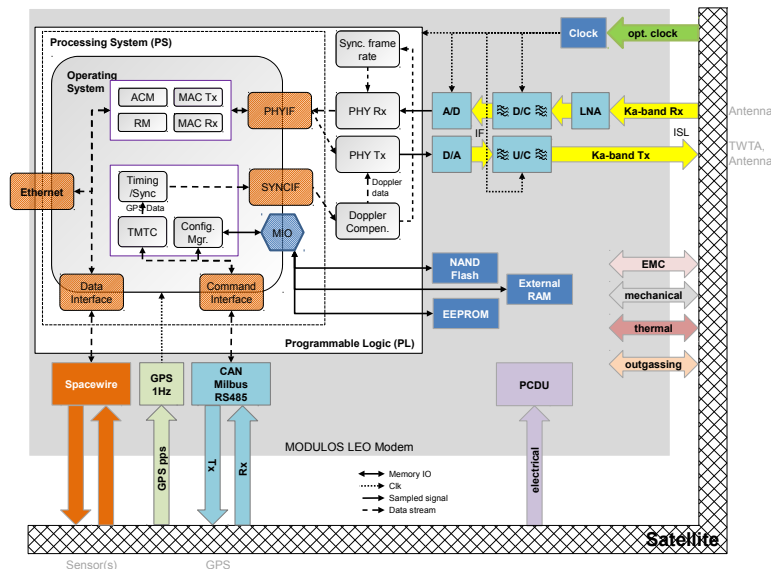 Processing System (PS)
Sync. frame
rate
Clock
opt. clock
Operating
System
ACM
MAC Tx
RM
MAC Rx
PHYIF
PHY Rx
A/D
D/C
LNA
Ka-band Rx
Antenna
IF
ISL
PHY Tx
D/A
U/C
Ka-band Tx
TWTA,
Antenna
Doppler
data
Ethernet
Timing
/Sync
SYNCIF
GPS Data
TMTC
Config.
Mgr.
MIO
Doppler
Compen.
NAND
Flash
External
RAM
EEPROM
EMC
mechanical
thermal
outgassing
Data
Interface
Command
Interface
Programmable Logic (PL)
Spacewire
GPS
1Hz
CAN
Milbus
RS485
PCDU
MODULOS LEO Modem
GPS pps
Tx
Rx
electrical
Memory IO
Clk
Sampled signal
Data stream
Satellite
Sensor(s)
GPS